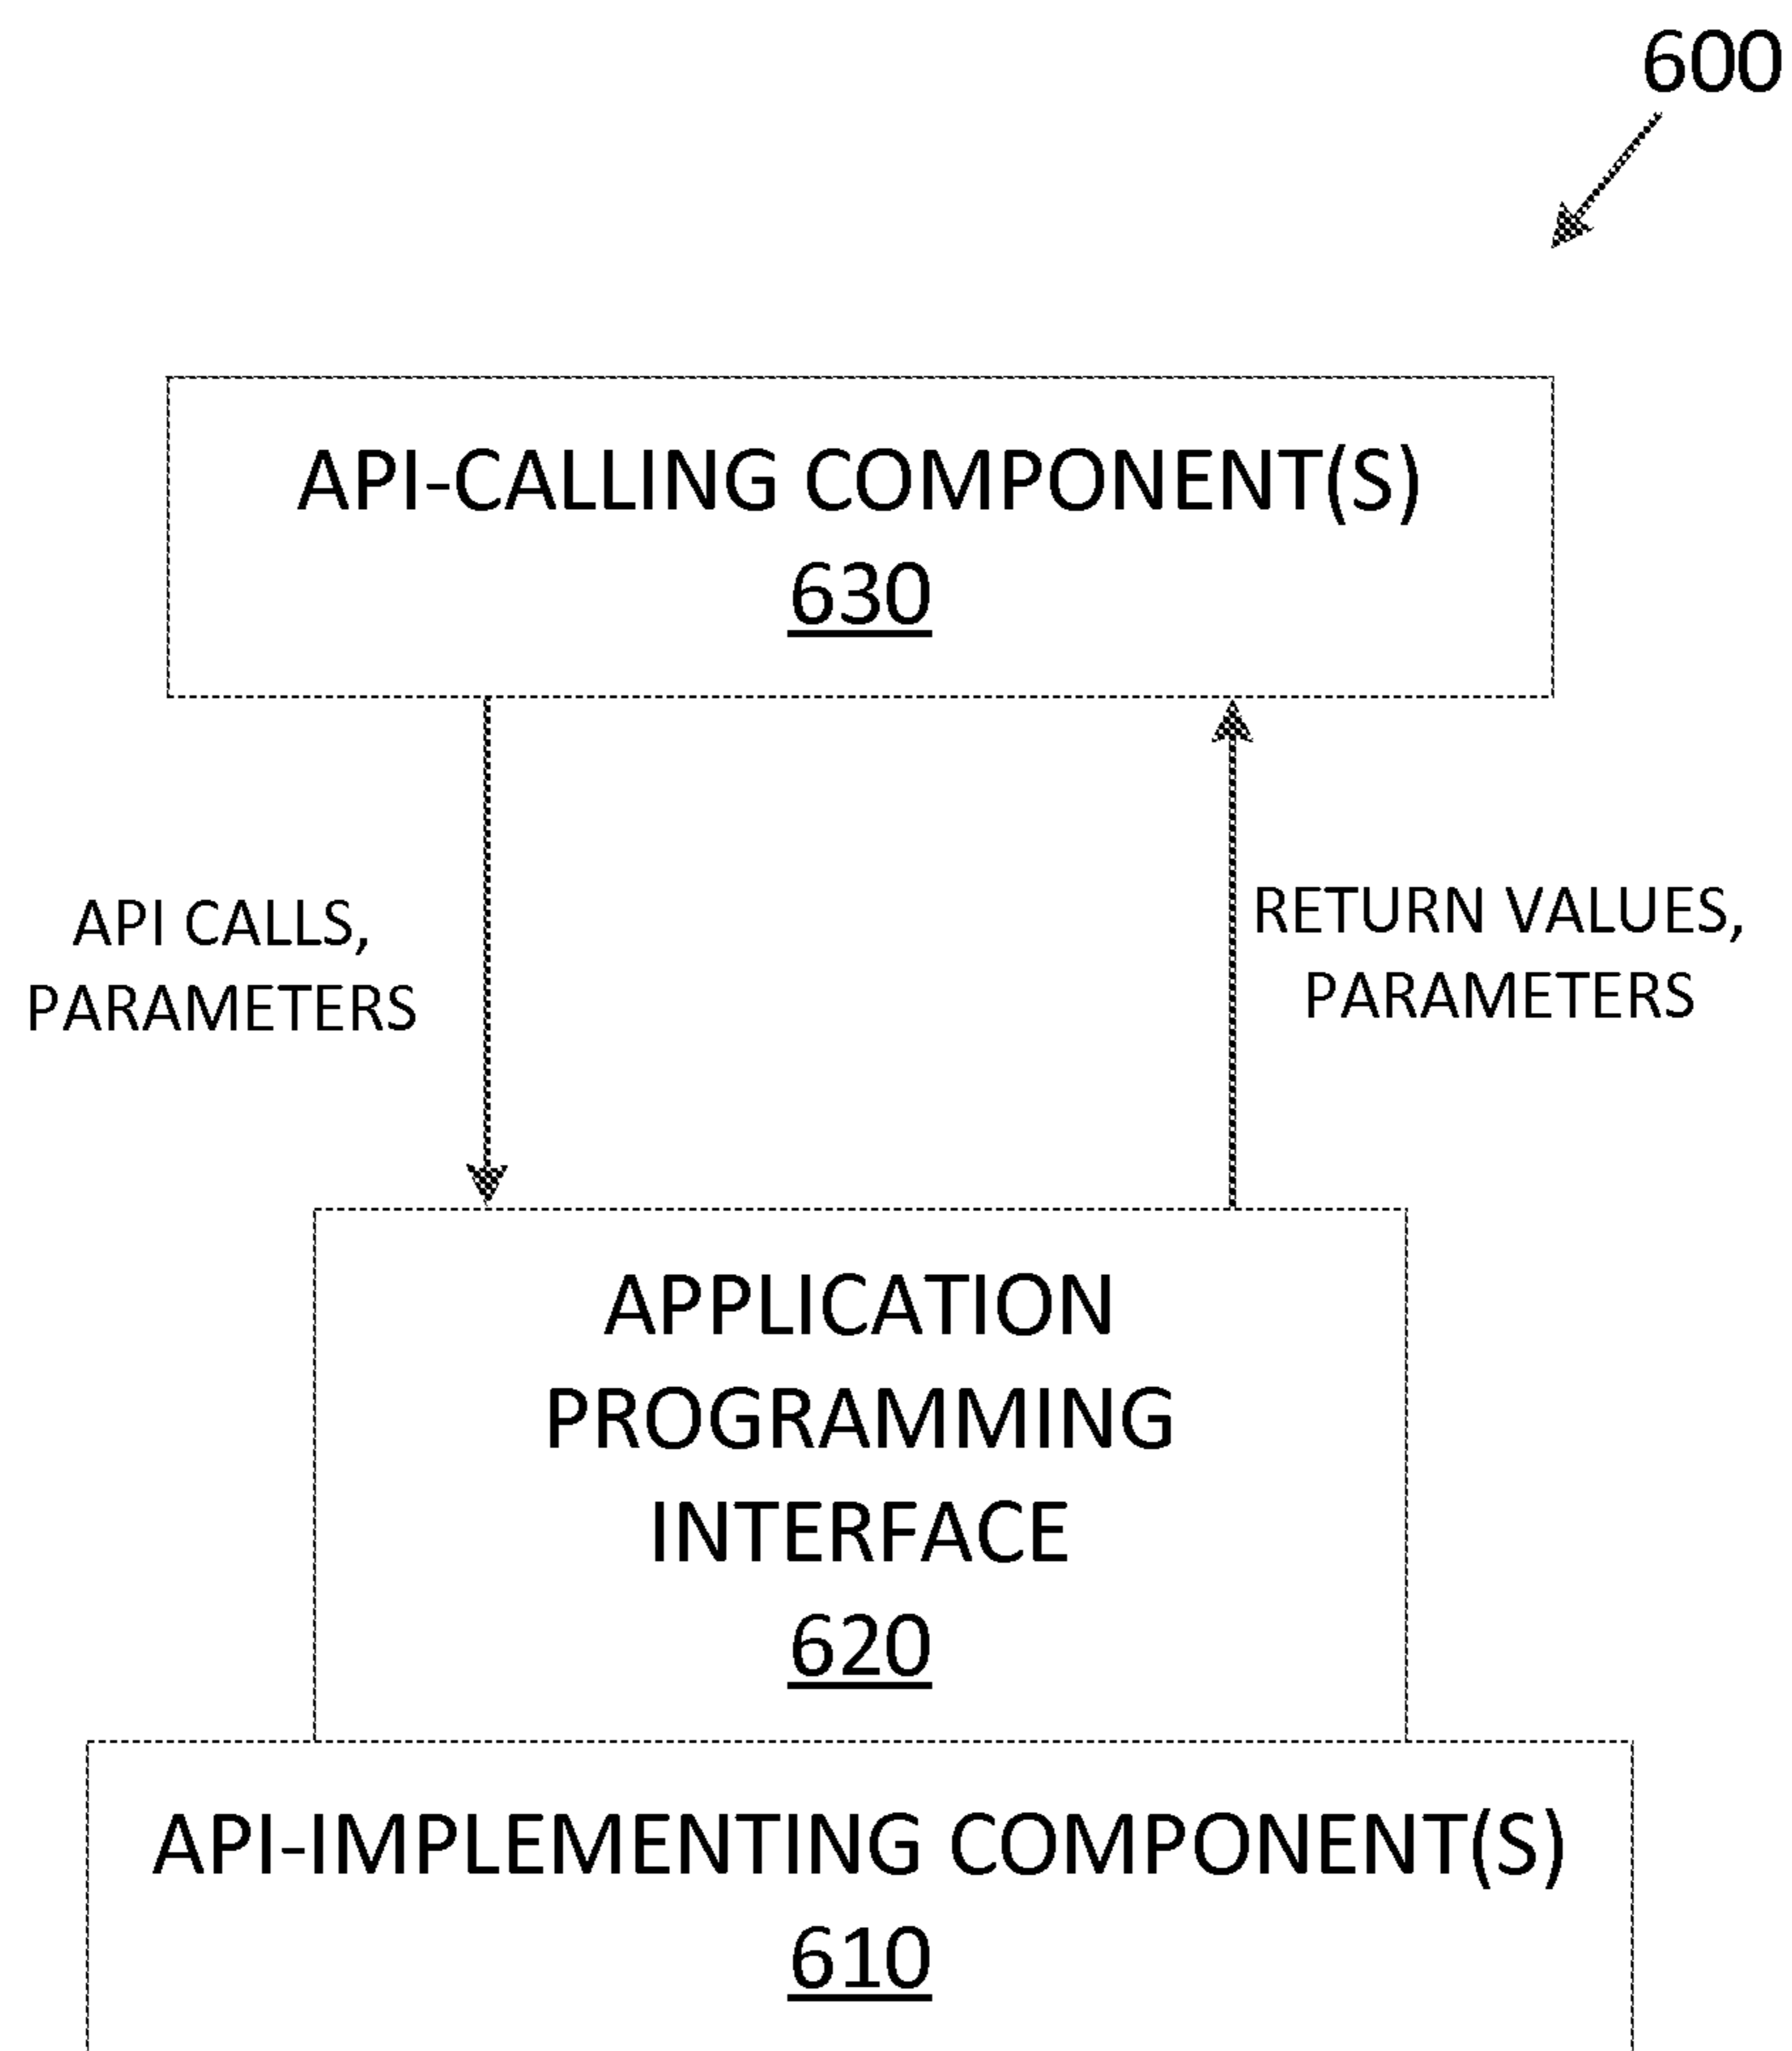 600
API-CALLING COMPONENT(S)
630
API CALLS,
PARAMETERS
RETURN VALUES,
PARAMETERS
APPLICATION
PROGRAMMING
INTERFACE
620
API-IMPLEMENTING COMPONENT(S)
610